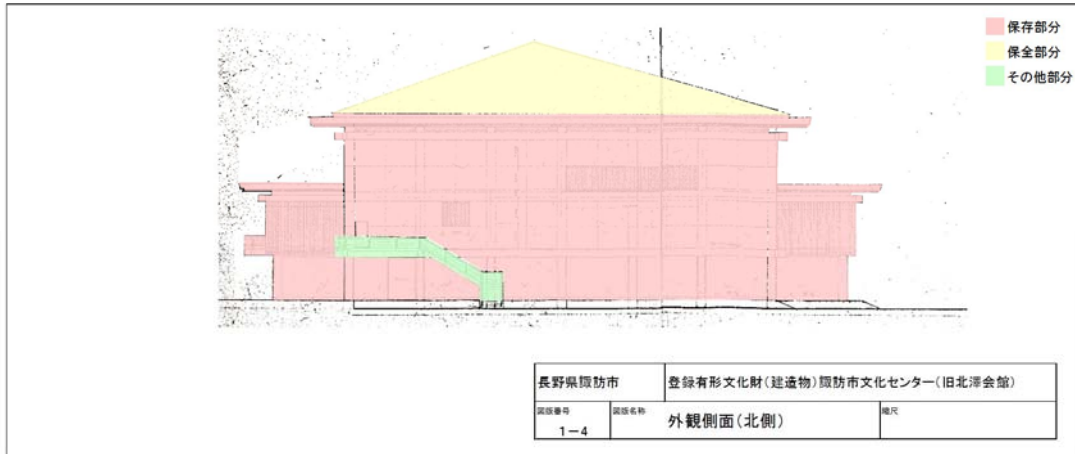 保存部分
保全部分
その他部分
長野県諏訪市
登録有形文化財(建造物)諏訪市文化センター(旧北澤会館)
図版番号
1-4
図版名称
外観側面(北側)
縮尺